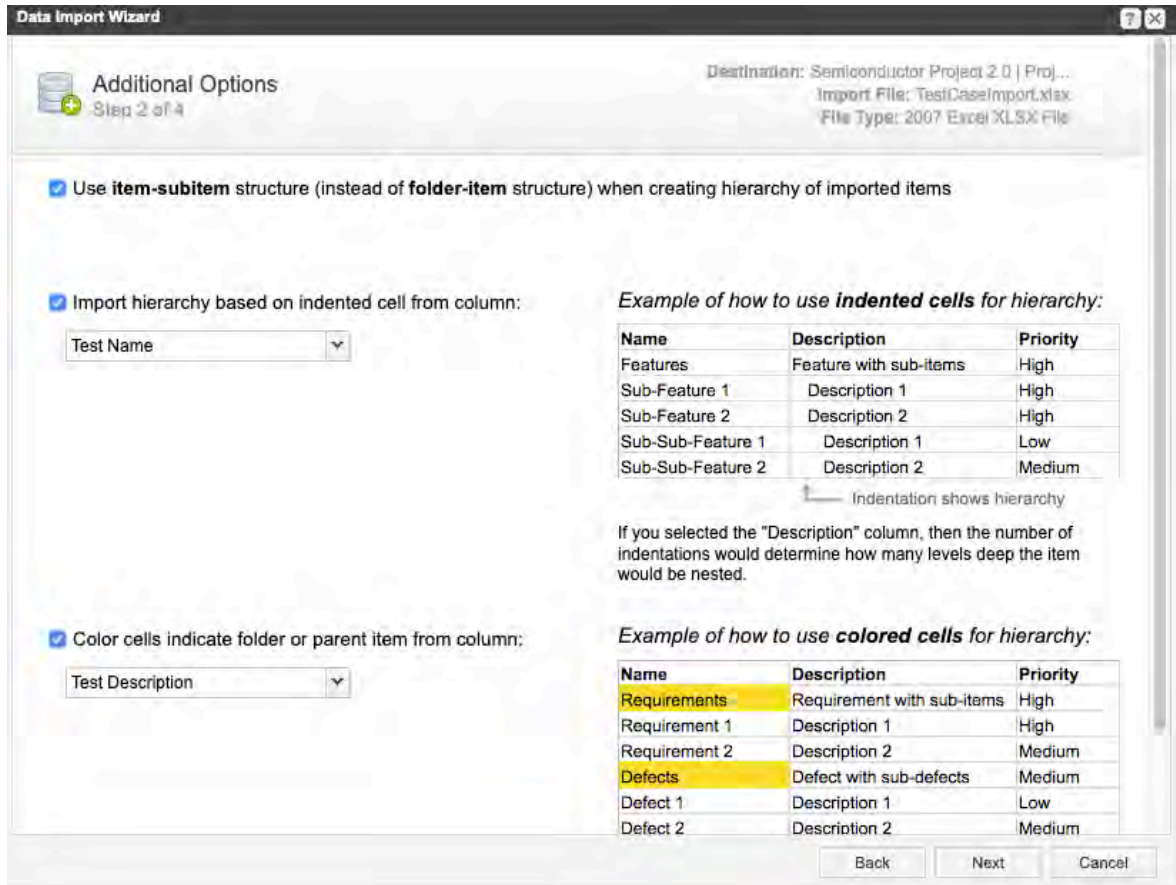 Data Import Wizard
?
Additional Options
Step 2 of 4
Destination: Semiconductor Project 2.0 | Proj...
Import File: TestCaseImport.xlsx
File Type: 2007 Excel XLSX File
Use item-subitem structure (instead of folder-item structure) when creating hierarchy of imported items
Import hierarchy based on indented cell from column:
Test Name
Example of how to use indented cells for hierarchy:
Name Description Priority
Features Feature with sub-items High
Sub-Feature 1 Description 1 High
Sub-Feature 2 Description 2 High
Sub-Sub-Feature 1 Description 1 Low
Sub-Sub-Feature 2 Description 2 Medium
Indentation shows hierarchy
If you selected the "Description" column, then the number of
indentations would determine how many levels deep the item
would be nested.
Color cells indicate folder or parent item from column:
Test Description
Example of how to use colored cells for hierarchy:
Name Description Priority
Requirements Requirement with sub-items High
Requirement 1 Description 1 High
Requirement 2 Description 2 Medium
Defects Defect with sub-defects Medium
Defect 1 Description 1 Low
Defect 2 Description 2 Medium
Back Next Cancel